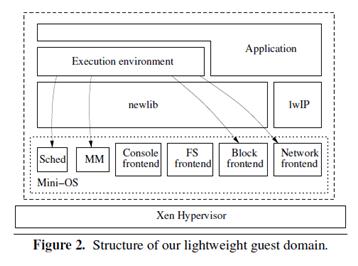 Application
Execution environment
newlib
lwIP
Sched
MM
Console
frontend
FS
frontend
Block
frontend
Network
frontend
Mini-OS
Xen Hypervisor
Figure 2. Structure of our lightweight guest domain.